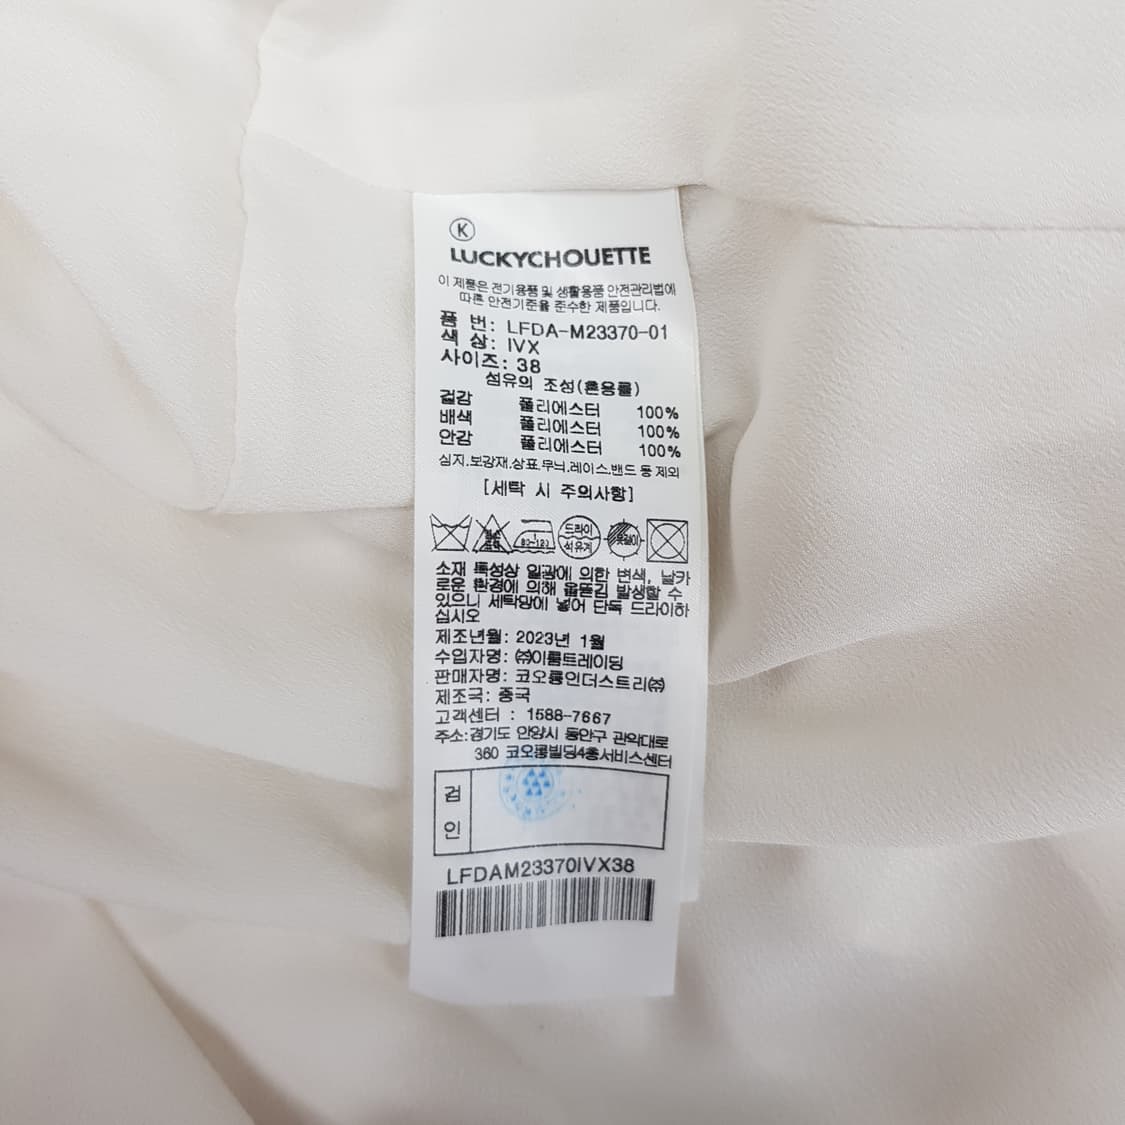 K
LUCKYCHOUETTE
이 제품은 전기용품 및 생활용품 안전관리법에
따른 안전기준을 준수한 제품입니다.
품 번: LFDA-M23370-01
색 상: IVX
사이즈: 38
섬유의 조성(혼용률)
겉감 폴리에스터 100%
배색 폴리에스터 100%
안감 폴리에스터 100%
심지,보강재,상표,무늬,레이스,밴드 등 제외
[세탁 시 주의사항]
80~120 드라이 석유계 옷걸이
소재 특성상 일광에 의한 변색, 날카
로운 환경에 의해 올뜯김 발생할 수
있으니 세탁망에 넣어 단독 드라이하
십시오
제조년월: 2023년 1월
수입자명: ㈜이룸트레이딩
판매자명: 코오롱인더스트리㈜
제조국: 중국
고객센터 : 1588-7667
주소:경기도 안양시 동안구 관악대로
360 코오롱빌딩4층서비스센터
검
인
LFDAM23370IVX38